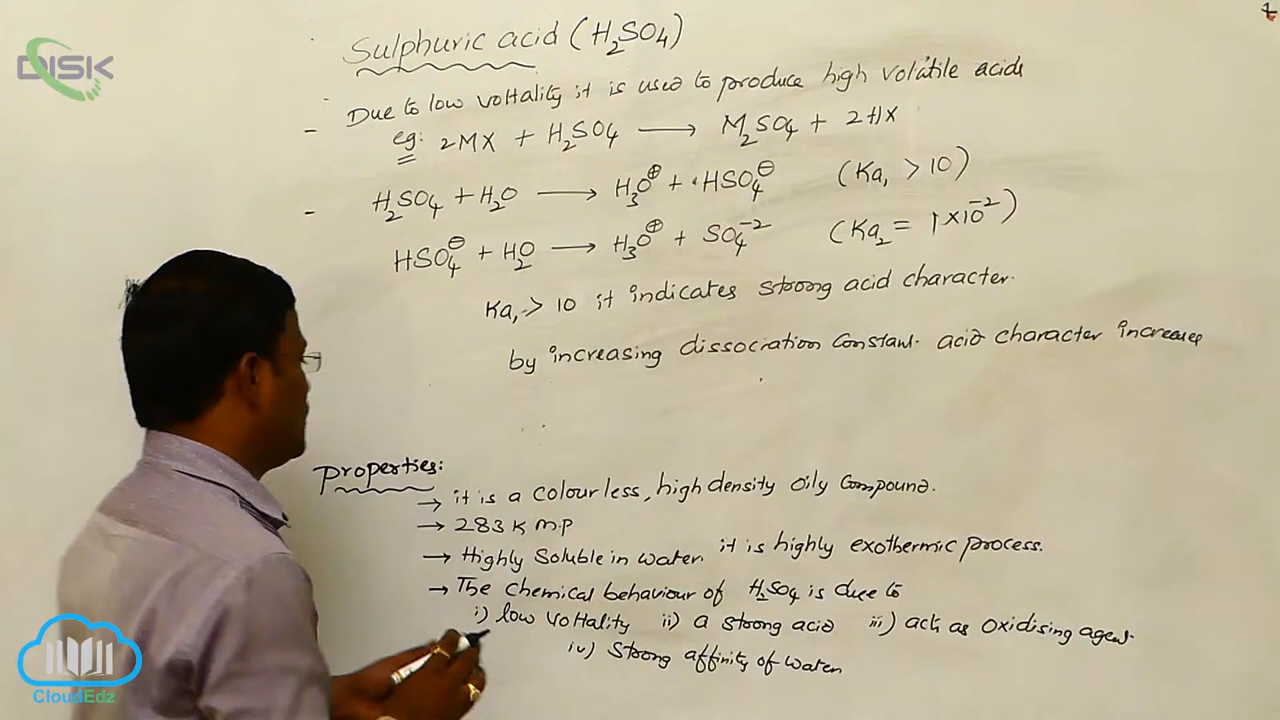 DISK
Sulphuric acid (H2SO4)
- Due to low voltality it is used to produce high volatile acids
eg: 2MX + H2SO4 → M2SO4 + 2HX
- H2SO4 + H2O → H3O⊕ + HSO4⊖ (Ka1 > 10)
HSO4⊖ + H2O → H3O⊕ + SO4-2 (Ka2 = 1×10-2)
Ka1 > 10 it indicates strong acid character.
by increasing dissociation constant. acid character increases
Properties:
→ it is a colourless, high density oily compound.
→ 283 K m.p
→ Highly soluble in water. it is highly exothermic process.
→ The chemical behaviour of H2SO4 is due to
i) low voltality ii) a strong acid iii) acts as oxidising agent.
iv) strong affinity of water
CloudEdz